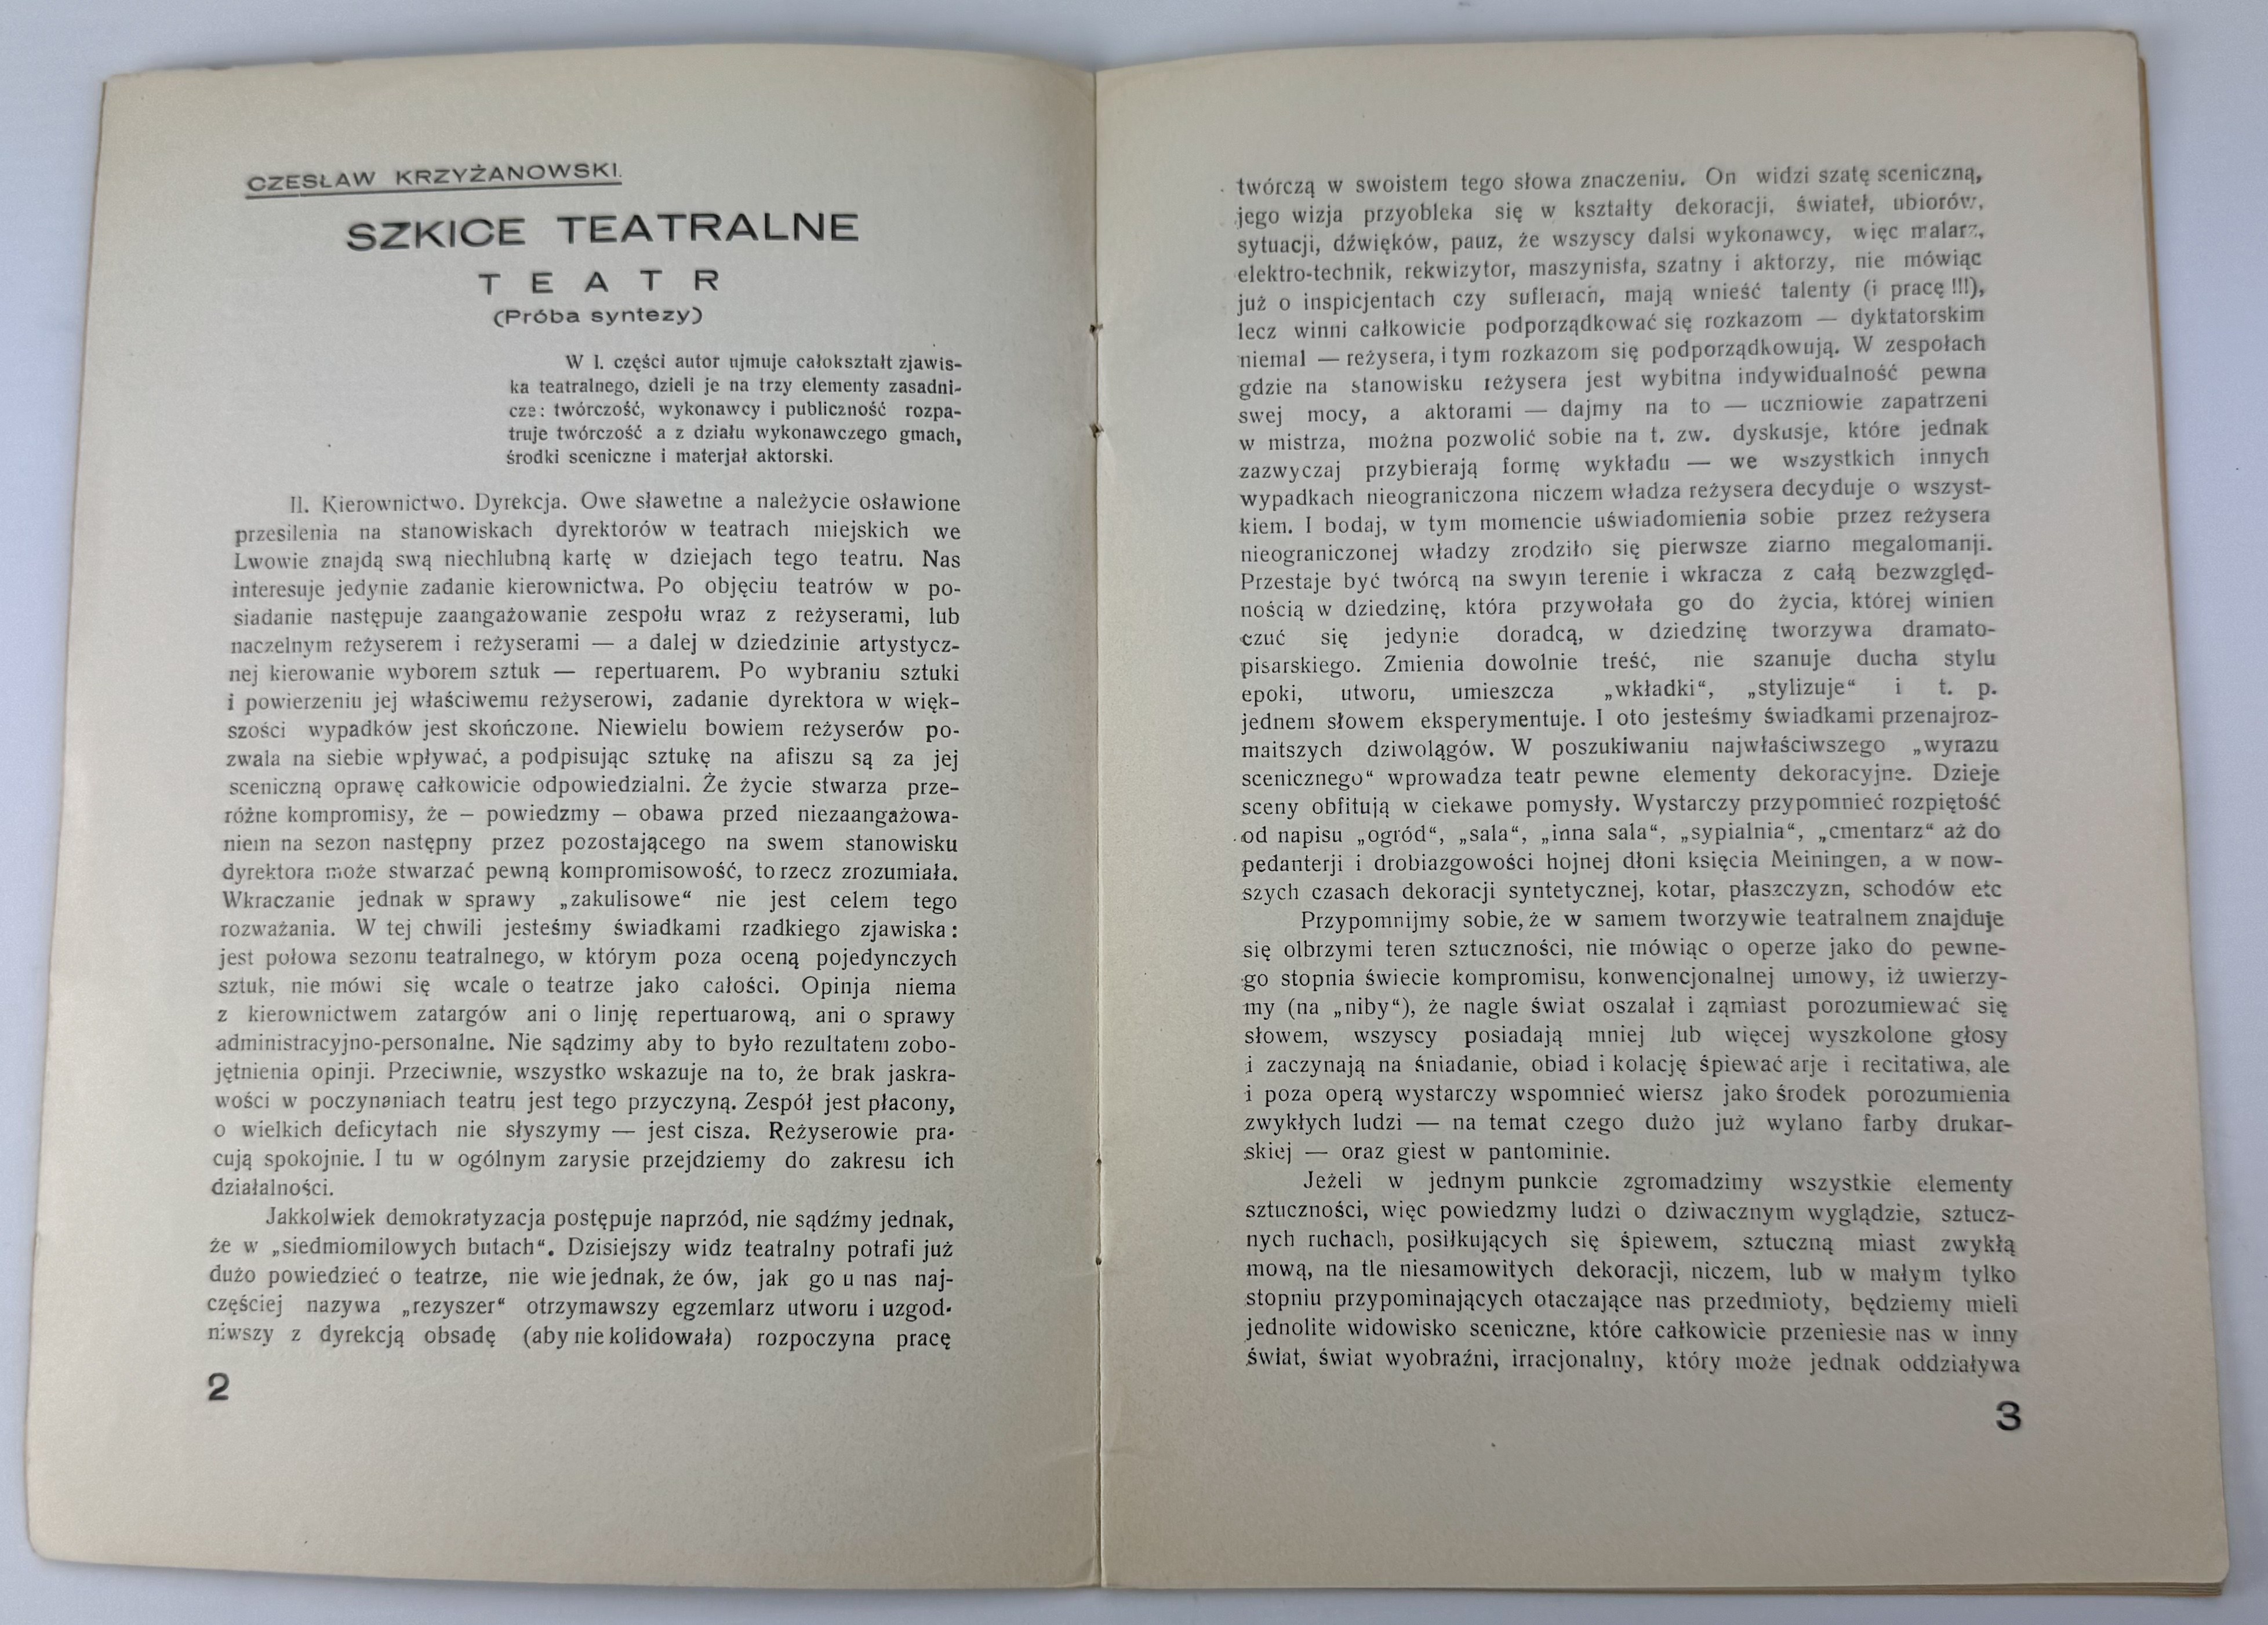 CZESŁAW KRZYŻANOWSKI.
SZKICE TEATRALNE
TEATR
(Próba syntezy)
W I. części autor ujmuje całokształt zjawis-
ka teatralnego, dzieli je na trzy elementy zasadni-
cze: twórczość, wykonawcy i publiczność rozpa-
truje twórczość a z działu wykonawczego gmach,
środki sceniczne i materjał aktorski.
II. Kierownictwo. Dyrekcja. Owe sławetne a należycie osławione
przesilenia na stanowiskach dyrektorów w teatrach miejskich we
Lwowie znajdą swą niechlubną kartę w dziejach tego teatru. Nas
interesuje jedynie zadanie kierownictwa. Po objęciu teatrów w po-
siadanie następuje zaangażowanie zespołu wraz z reżyserami, lub
naczelnym reżyserem i reżyserami — a dalej w dziedzinie artystycz-
nej kierowanie wyborem sztuk — repertuarem. Po wybraniu sztuki
i powierzeniu jej właściwemu reżyserowi, zadanie dyrektora w więk-
szości wypadków jest skończone. Niewielu bowiem reżyserów po-
zwala na siebie wpływać, a podpisując sztukę na afiszu są za jej
sceniczną oprawę całkowicie odpowiedzialni. Że życie stwarza prze-
różne kompromisy, że – powiedzmy – obawa przed niezaangażowa-
niem na sezon następny przez pozostającego na swem stanowisku
dyrektora może stwarzać pewną kompromisowość, to rzecz zrozumiała.
Wkraczanie jednak w sprawy „zakulisowe“ nie jest celem tego
rozważania. W tej chwili jesteśmy świadkami rzadkiego zjawiska:
jest połowa sezonu teatralnego, w którym poza oceną pojedynczych
sztuk, nie mówi się wcale o teatrze jako całości. Opinja niema
z kierownictwem zatargów ani o linję repertuarową, ani o sprawy
administracyjno-personalne. Nie sądzimy aby to było rezultatem zobo-
jętnienia opinji. Przeciwnie, wszystko wskazuje na to, że brak jaskra-
wości w poczynaniach teatru jest tego przyczyną. Zespół jest płacony,
o wielkich deficytach nie słyszymy — jest cisza. Reżyserowie pra-
cują spokojnie. I tu w ogólnym zarysie przejdziemy do zakresu ich
działalności.
Jakkolwiek demokratyzacja postępuje naprzód, nie sądźmy jednak,
że w „siedmiomilowych butach“. Dzisiejszy widz teatralny potrafi już
dużo powiedzieć o teatrze, nie wie jednak, że ów, jak go u nas naj-
częściej nazywa „rezyszer“ otrzymawszy egzemlarz utworu i uzgod-
niwszy z dyrekcją obsadę (aby nie kolidowała) rozpoczyna pracę
2
twórczą w swoistem tego słowa znaczeniu. On widzi szatę sceniczną,
jego wizja przyobleka się w kształty dekoracji, świateł, ubiorów,
sytuacji, dźwięków, pauz, że wszyscy dalsi wykonawcy, więc malarz,
elektro-technik, rekwizytor, maszynista, szatny i aktorzy, nie mówiąc
już o inspicjentach czy suflerach, mają wnieść talenty (i pracę !!!),
lecz winni całkowicie podporządkować się rozkazom — dyktatorskim
niemal — reżysera, i tym rozkazom się podporządkowują. W zespołach
gdzie na stanowisku reżysera jest wybitna indywidualność pewna
swej mocy, a aktorami — dajmy na to — uczniowie zapatrzeni
w mistrza, można pozwolić sobie na t. zw. dyskusje, które jednak
zazwyczaj przybierają formę wykładu — we wszystkich innych
wypadkach nieograniczona niczem władza reżysera decyduje o wszyst-
kiem. I bodaj, w tym momencie uświadomienia sobie przez reżysera
nieograniczonej władzy zrodziło się pierwsze ziarno megalomanji.
Przestaje być twórcą na swym terenie i wkracza z całą bezwzględ-
nością w dziedzinę, która przywołała go do życia, której winien
czuć się jedynie doradcą, w dziedzinę tworzywa dramato-
pisarskiego. Zmienia dowolnie treść, nie szanuje ducha stylu
epoki, utworu, umieszcza „wkładki“, „stylizuje“ i t. p.
jednem słowem eksperymentuje. I oto jesteśmy świadkami przenajroz-
maitszych dziwolągów. W poszukiwaniu najwłaściwszego „wyrazu
scenicznego“ wprowadza teatr pewne elementy dekoracyjne. Dzieje
sceny obfitują w ciekawe pomysły. Wystarczy przypomnieć rozpiętość
od napisu „ogród“, „sala“, „inna sala“, „sypialnia“, „cmentarz“ aż do
pedanterji i drobiazgowości hojnej dłoni księcia Meiningen, a w now-
szych czasach dekoracji syntetycznej, kotar, płaszczyzn, schodów etc
Przypomnijmy sobie, że w samem tworzywie teatralnem znajduje
się olbrzymi teren sztuczności, nie mówiąc o operze jako do pewne-
go stopnia świecie kompromisu, konwencjonalnej umowy, iż uwierzy-
my (na „niby“), że nagle świat oszalał i ząmiast porozumiewać się
słowem, wszyscy posiadają mniej lub więcej wyszkolone głosy
i zaczynają na śniadanie, obiad i kolację śpiewać arje i recitatiwa, ale
i poza operą wystarczy wspomnieć wiersz jako środek porozumienia
zwykłych ludzi — na temat czego dużo już wylano farby drukar-
skiej — oraz giest w pantominie.
Jeżeli w jednym punkcie zgromadzimy wszystkie elementy
sztuczności, więc powiedzmy ludzi o dziwacznym wyglądzie, sztucz-
nych ruchach, posiłkujących się śpiewem, sztuczną miast zwykłą
mową, na tle niesamowitych dekoracji, niczem, lub w małym tylko
stopniu przypominających otaczające nas przedmioty, będziemy mieli
jednolite widowisko sceniczne, które całkowicie przeniesie nas w inny
świat, świat wyobraźni, irracjonalny, który może jednak oddziaływa
3